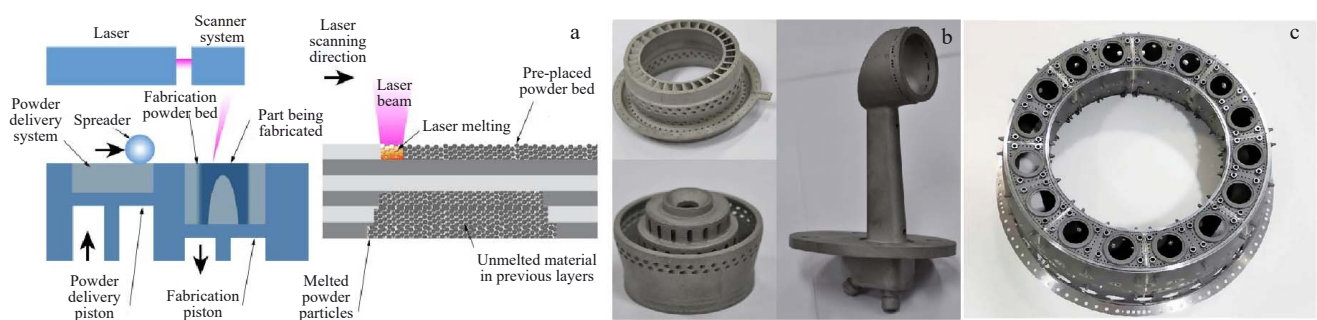 Laser
Scanner
system
Powder
delivery
system
Spreader
Fabrication
powder bed
Part being
fabricated
Powder
delivery
piston
Fabrication
piston
Laser
scanning
direction
a
Laser
beam
Pre-placed
powder bed
Laser melting
Melted
powder
particles
Unmelted material
in previous layers
b
c